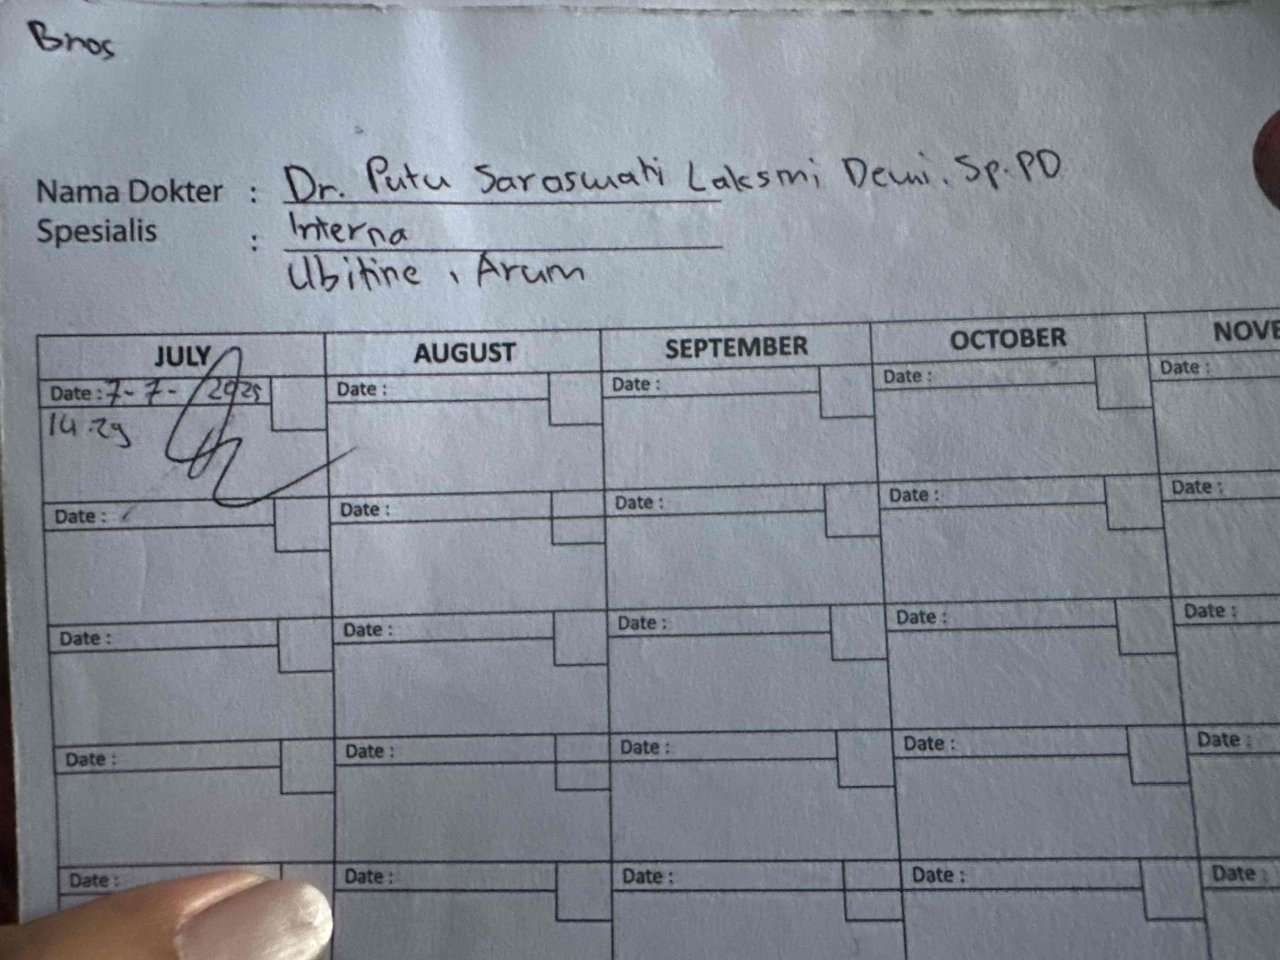 Bros
Nama Dokter : Dr. Putu Saraswati Laksmi Dewi. Sp.PD
Spesialis : Interna
Ubitine, Arum
JULY AUGUST SEPTEMBER OCTOBER NOVE
Date : 7-7-2025 Date : Date : Date : Date :
14.29
Date : Date : Date : Date : Date :
Date : Date : Date : Date : Date :
Date : Date : Date : Date : Date :
Date : Date : Date : Date : Date :